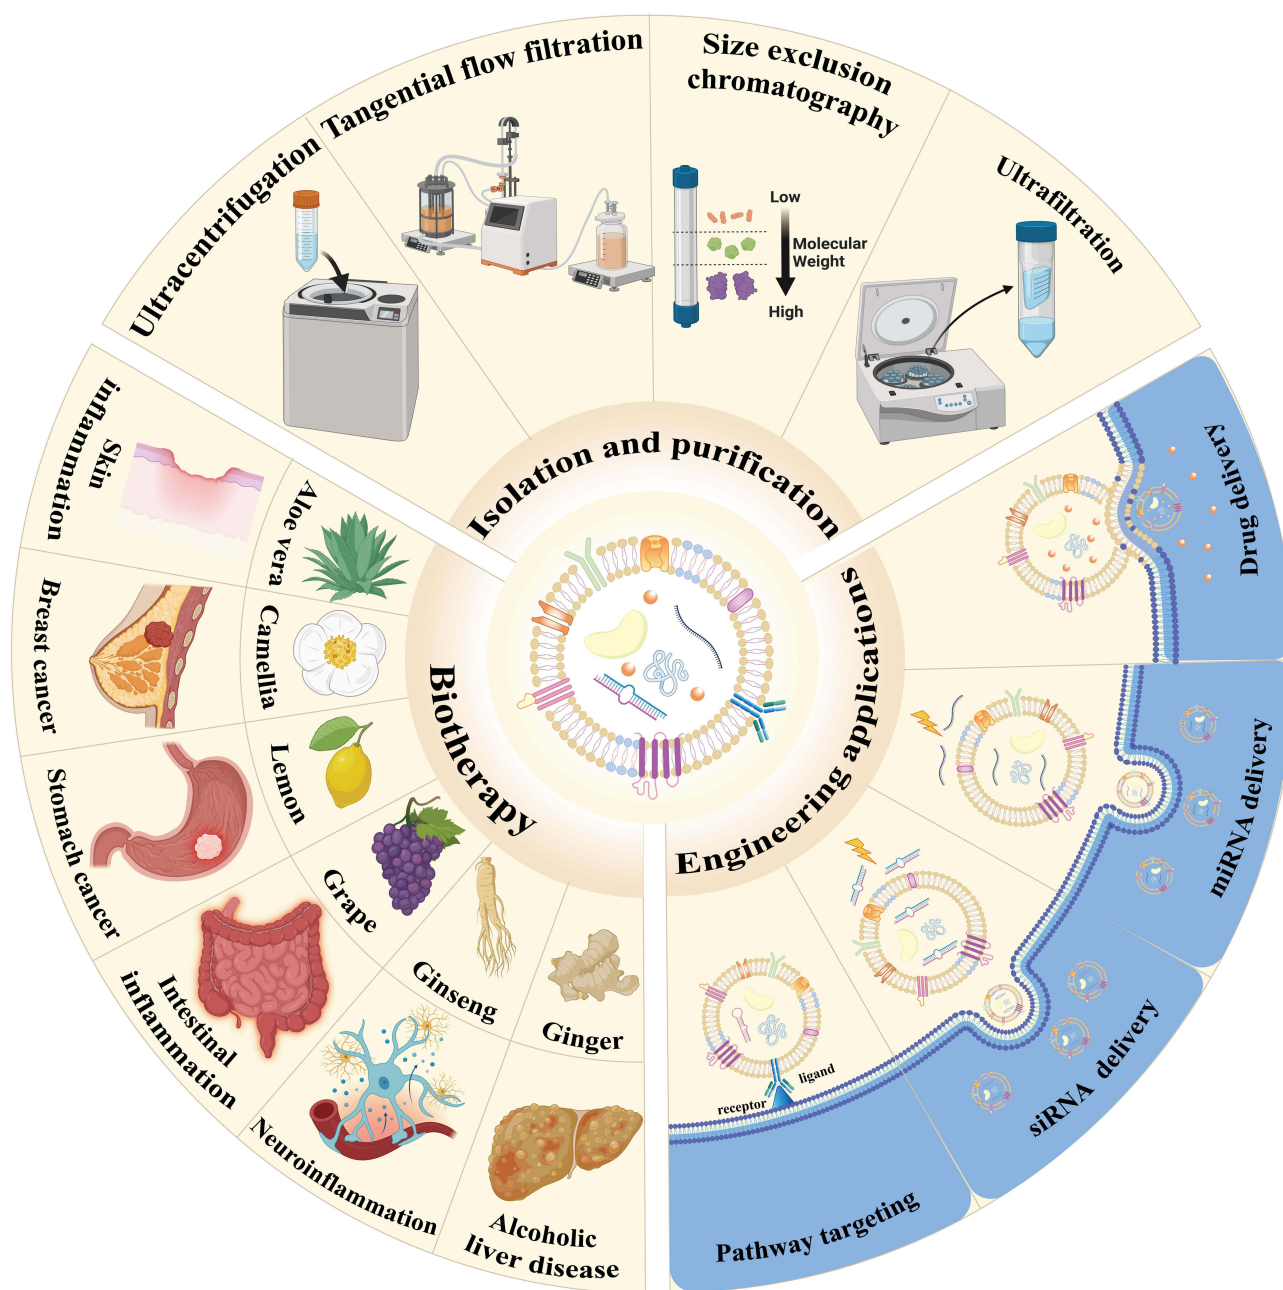 Ultracentrifugation
Tangential flow filtration
Size exclusion
chromatography
Low
Molecular
Weight
High
Ultrafiltration
Isolation and purification
Drug delivery
miRNA delivery
siRNA delivery
Pathway targeting
ligand
receptor
Engineering applications
Biotherapy
Skin
inflammation
Aloe vera
Breast cancer
Camellia
Stomach cancer
Lemon
Intestinal
inflammation
Grape
Neuroinflammation
Ginseng
Alcoholic
liver disease
Ginger